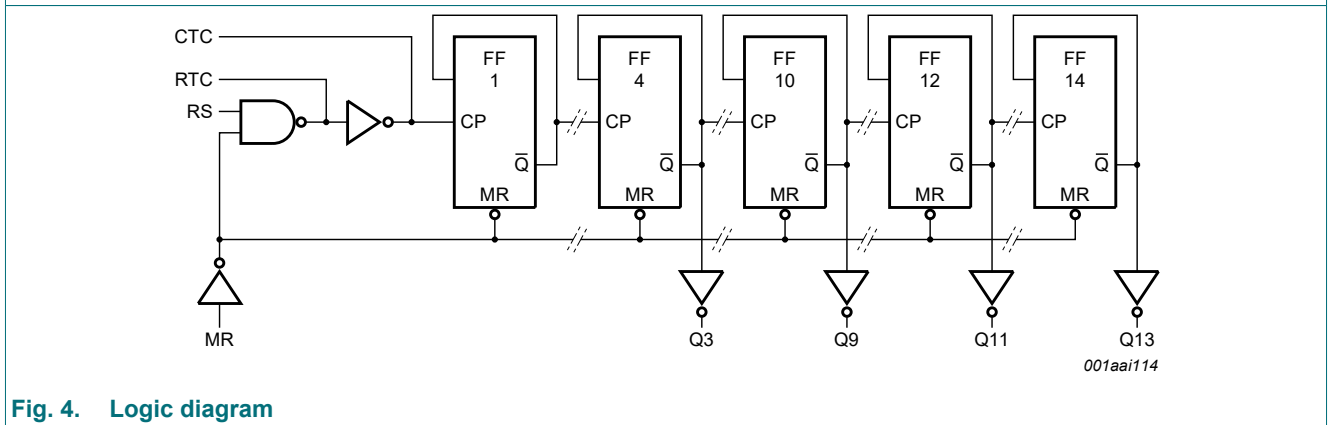 CTC
RTC
RS
FF 1
CP
Q̅
MR
FF 4
CP
Q̅
MR
FF 10
CP
Q̅
MR
FF 12
CP
Q̅
MR
FF 14
CP
Q̅
MR
MR
Q3
Q9
Q11
Q13
001aai114
Fig. 4. Logic diagram